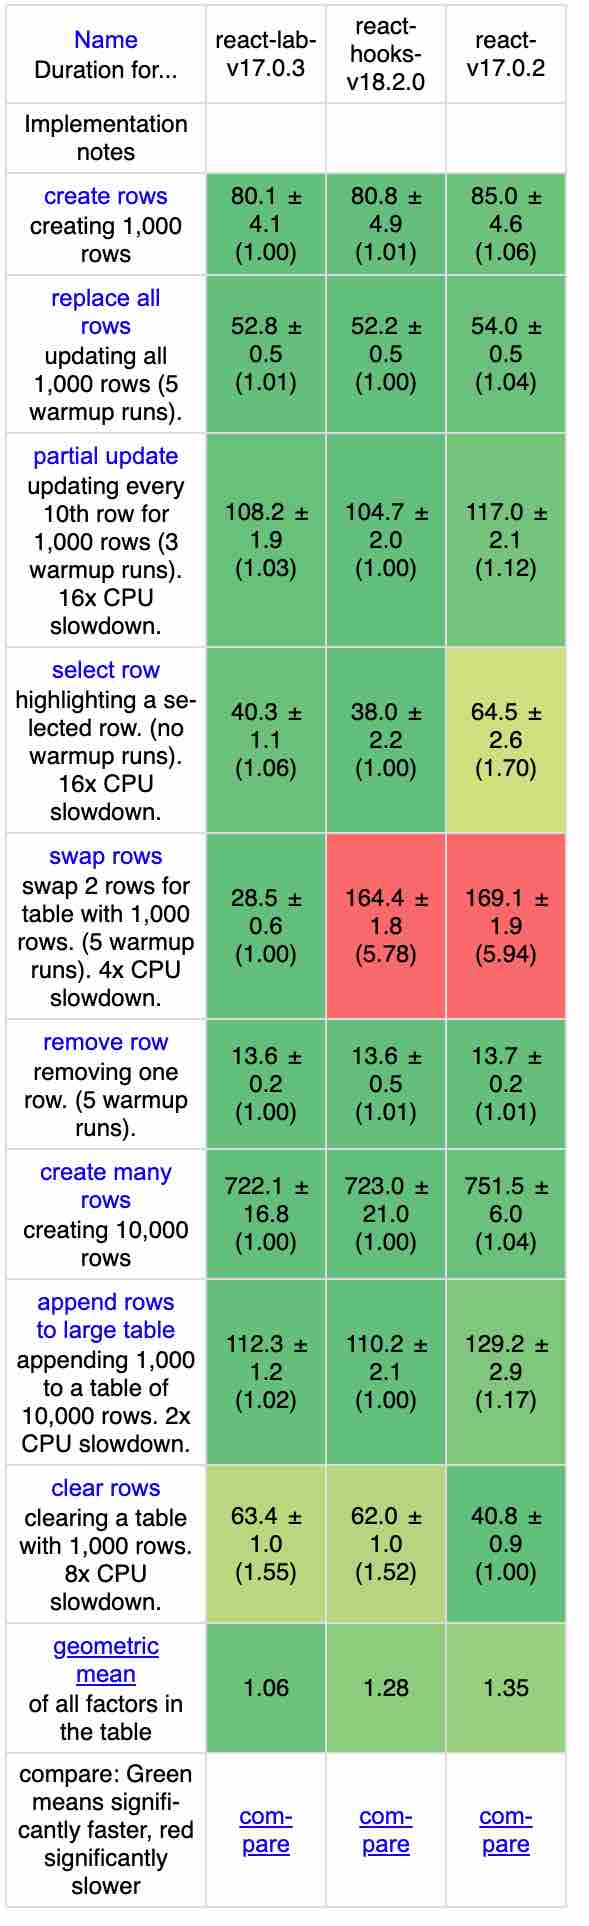 Name
Duration for...
react-lab-
v17.0.3
react-
hooks-
v18.2.0
react-
v17.0.2
Implementation
notes
create rows
creating 1,000
rows
80.1 ±
4.1
(1.00)
80.8 ±
4.9
(1.01)
85.0 ±
4.6
(1.06)
replace all
rows
updating all
1,000 rows (5
warmup runs).
52.8 ±
0.5
(1.01)
52.2 ±
0.5
(1.00)
54.0 ±
0.5
(1.04)
partial update
updating every
10th row for
1,000 rows (3
warmup runs).
16x CPU
slowdown.
108.2 ±
1.9
(1.03)
104.7 ±
2.0
(1.00)
117.0 ±
2.1
(1.12)
select row
highlighting a se-
lected row. (no
warmup runs).
16x CPU
slowdown.
40.3 ±
1.1
(1.06)
38.0 ±
2.2
(1.00)
64.5 ±
2.6
(1.70)
swap rows
swap 2 rows for
table with 1,000
rows. (5 warmup
runs). 4x CPU
slowdown.
28.5 ±
0.6
(1.00)
164.4 ±
1.8
(5.78)
169.1 ±
1.9
(5.94)
remove row
removing one
row. (5 warmup
runs).
13.6 ±
0.2
(1.00)
13.6 ±
0.5
(1.01)
13.7 ±
0.2
(1.01)
create many
rows
creating 10,000
rows
722.1 ±
16.8
(1.00)
723.0 ±
21.0
(1.00)
751.5 ±
6.0
(1.04)
append rows
to large table
appending 1,000
to a table of
10,000 rows. 2x
CPU slowdown.
112.3 ±
1.2
(1.02)
110.2 ±
2.1
(1.00)
129.2 ±
2.9
(1.17)
clear rows
clearing a table
with 1,000 rows.
8x CPU
slowdown.
63.4 ±
1.0
(1.55)
62.0 ±
1.0
(1.52)
40.8 ±
0.9
(1.00)
geometric
mean
of all factors in
the table
1.06
1.28
1.35
compare: Green
means signifi-
cantly faster, red
significantly
slower
com-
pare
com-
pare
com-
pare